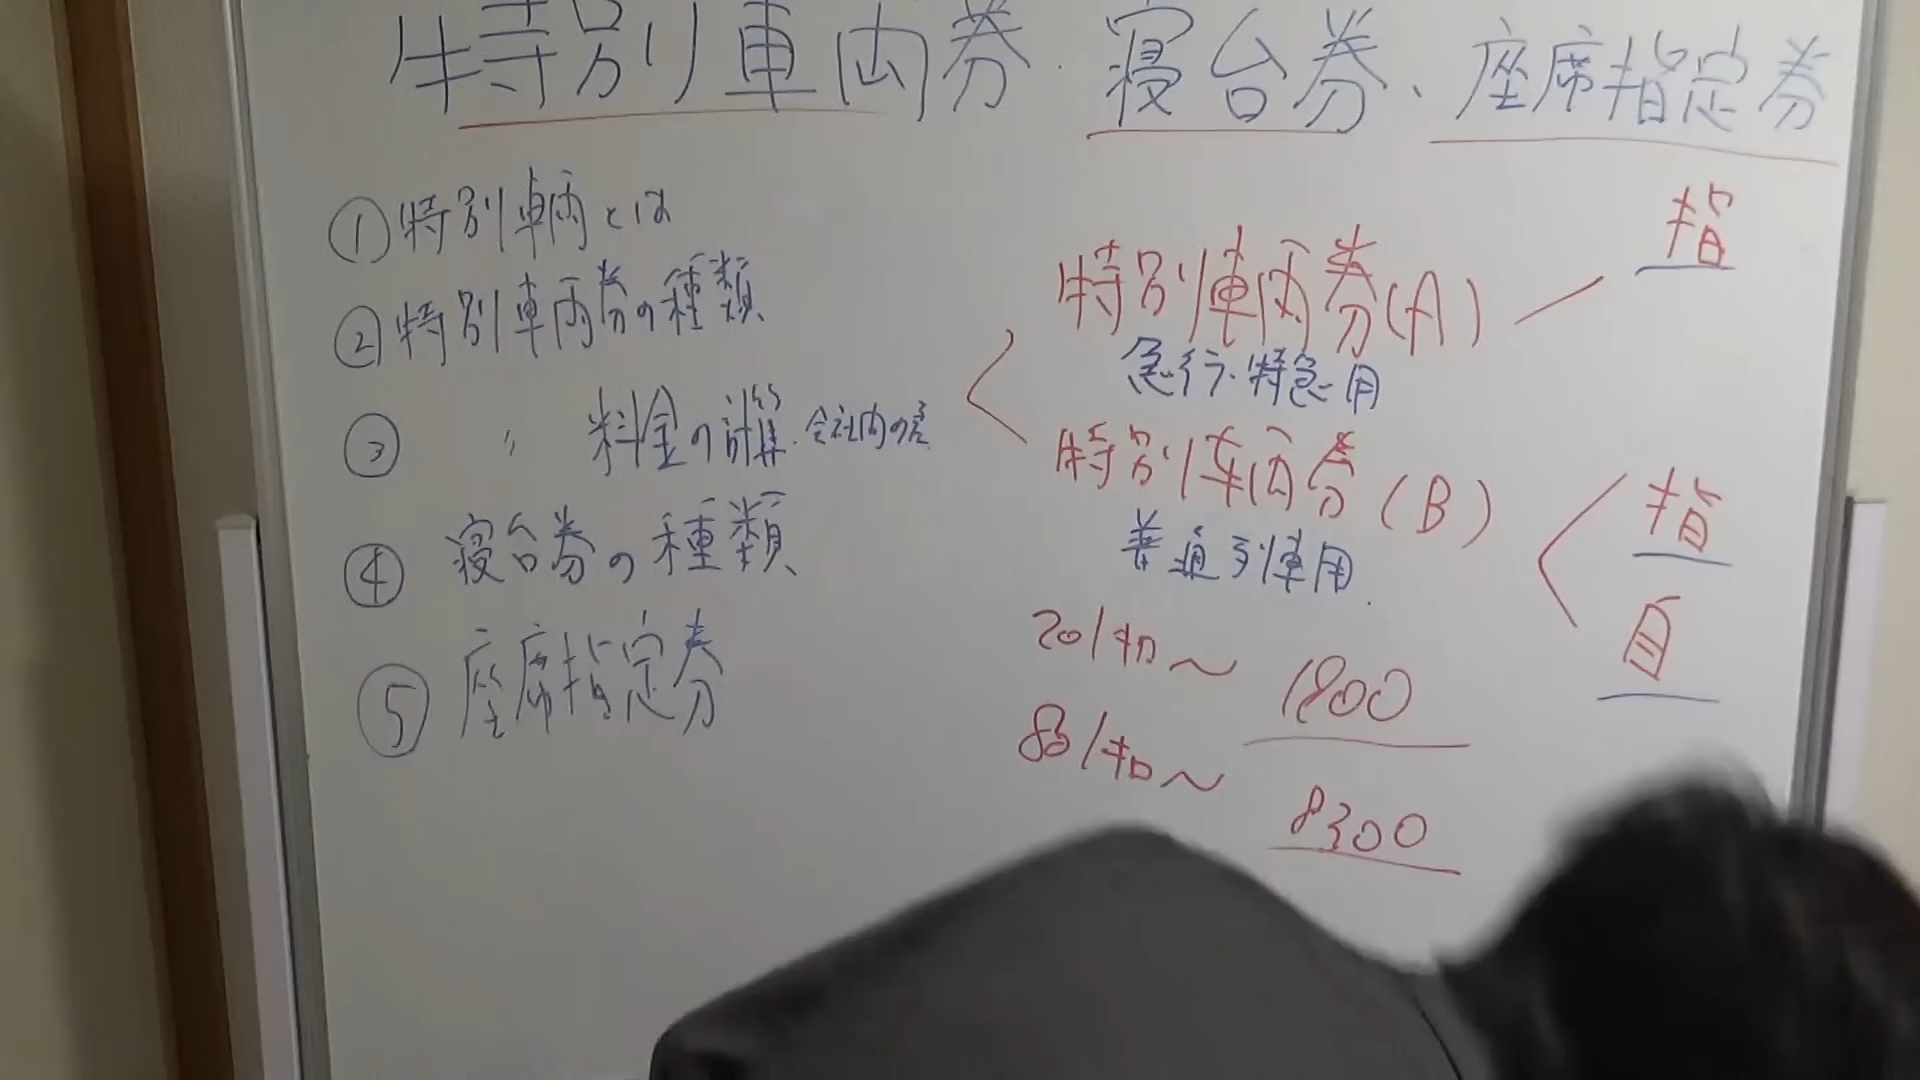 特別車両券、寝台券、座席指定券
①特別車両とは
②特別車両券の種類
③ 〃 料金の計算、会社内の差
④寝台券の種類
⑤座席指定券
特別車両券(A)
指
急行・特急用
特別車両券(B)
指
自
普通列車用
201キロ〜 1800
801キロ〜 8300